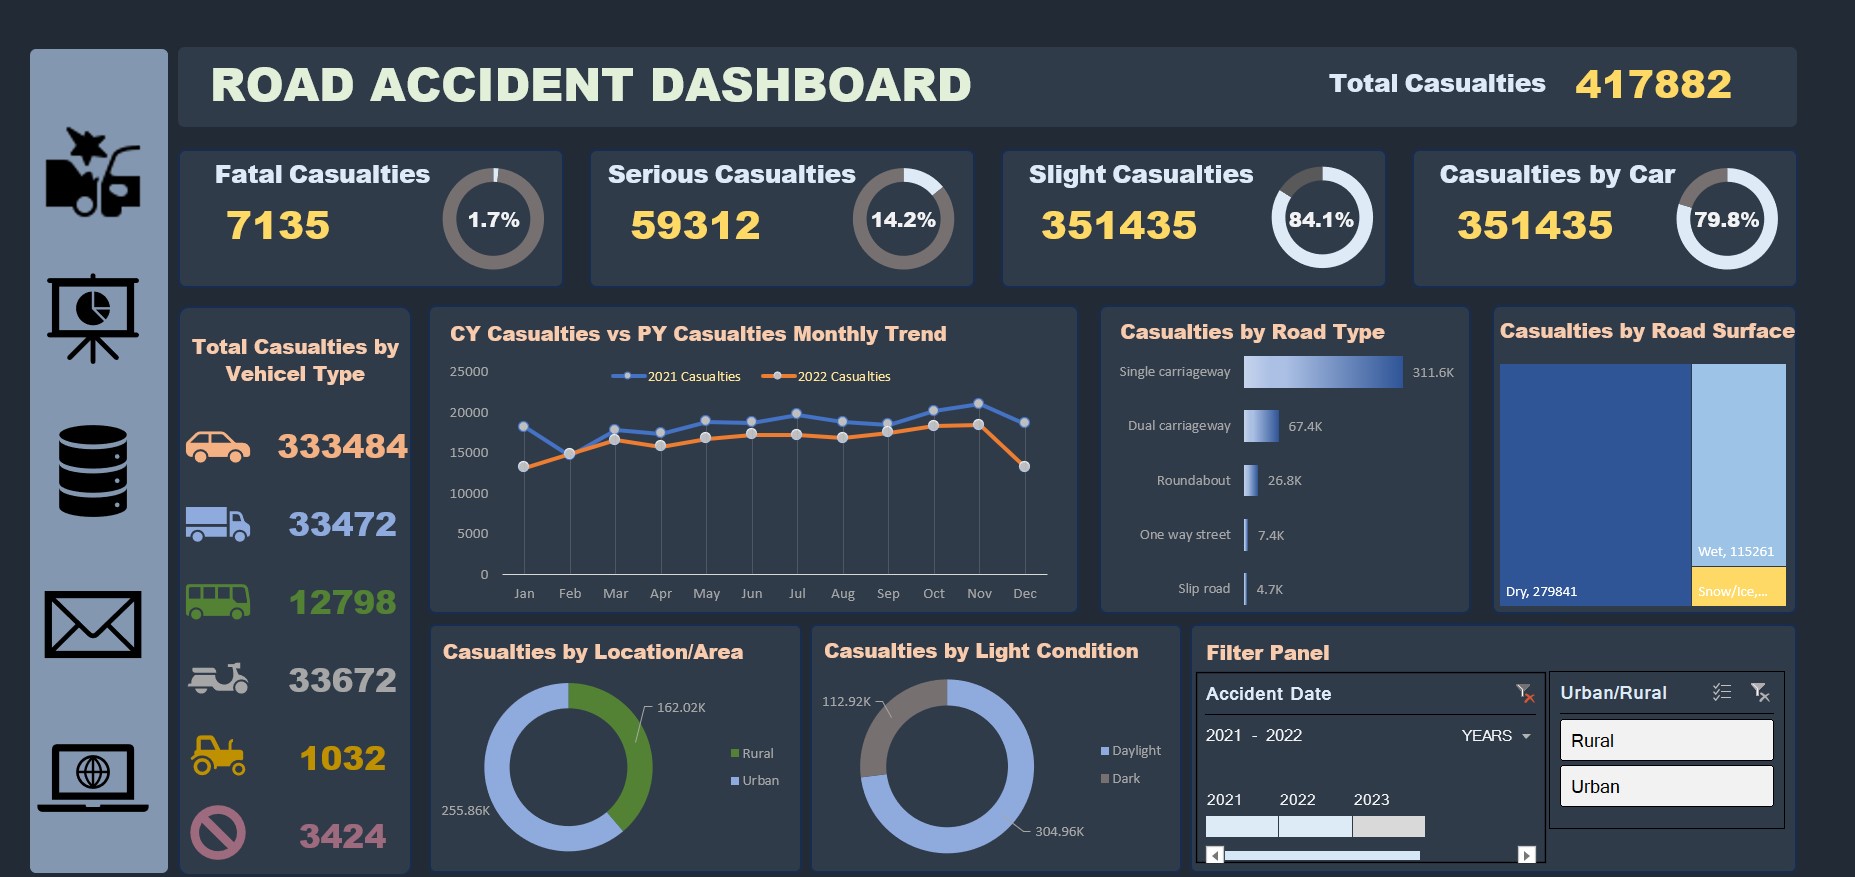 ROAD ACCIDENT DASHBOARD
Total Casualties 417882
Fatal Casualties
7135
1.7%
Serious Casualties
59312
14.2%
Slight Casualties
351435
84.1%
Casualties by Car
351435
79.8%
Total Casualties by
Vehicel Type
333484
33472
12798
33672
1032
3424
CY Casualties vs PY Casualties Monthly Trend
2021 Casualties 2022 Casualties
25000
20000
15000
10000
5000
0
Jan Feb Mar Apr May Jun Jul Aug Sep Oct Nov Dec
Casualties by Road Type
Single carriageway 311.6K
Dual carriageway 67.4K
Roundabout 26.8K
One way street 7.4K
Slip road 4.7K
Casualties by Road Surface
Wet, 115261
Dry, 279841
Snow/Ice,...
Casualties by Location/Area
162.02K
Rural
Urban
255.86K
Casualties by Light Condition
112.92K
Daylight
Dark
304.96K
Filter Panel
Accident Date
2021 - 2022 YEARS
2021 2022 2023
Urban/Rural
Rural
Urban